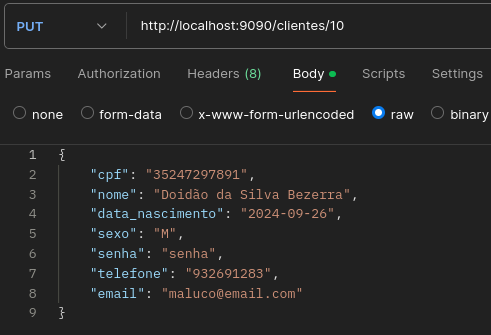 PUT http://localhost:9090/clientes/10
Params Authorization Headers (8) Body Scripts Settings
none form-data x-www-form-urlencoded raw binary
1 {
2 "cpf": "35247297891",
3 "nome": "Doidão da Silva Bezerra",
4 "data_nascimento": "2024-09-26",
5 "sexo": "M",
6 "senha": "senha",
7 "telefone": "932691283",
8 "email": "maluco@email.com"
9 }